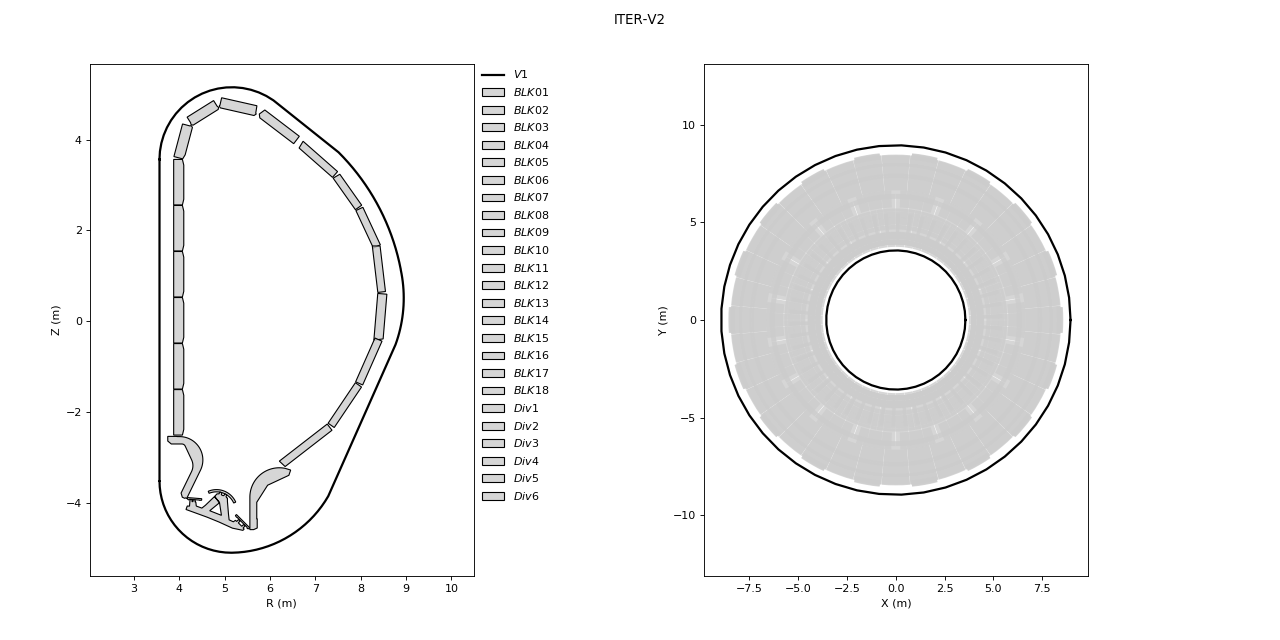 ITER-V2
4
2
0
−2
−4
Z (m)
3 4 5 6 7 8 9 10
R (m)
V1
BLK01
BLK02
BLK03
BLK04
BLK05
BLK06
BLK07
BLK08
BLK09
BLK10
BLK11
BLK12
BLK13
BLK14
BLK15
BLK16
BLK17
BLK18
Div1
Div2
Div3
Div4
Div5
Div6
10
5
0
−5
−10
Y (m)
−7.5 −5.0 −2.5 0.0 2.5 5.0 7.5
X (m)